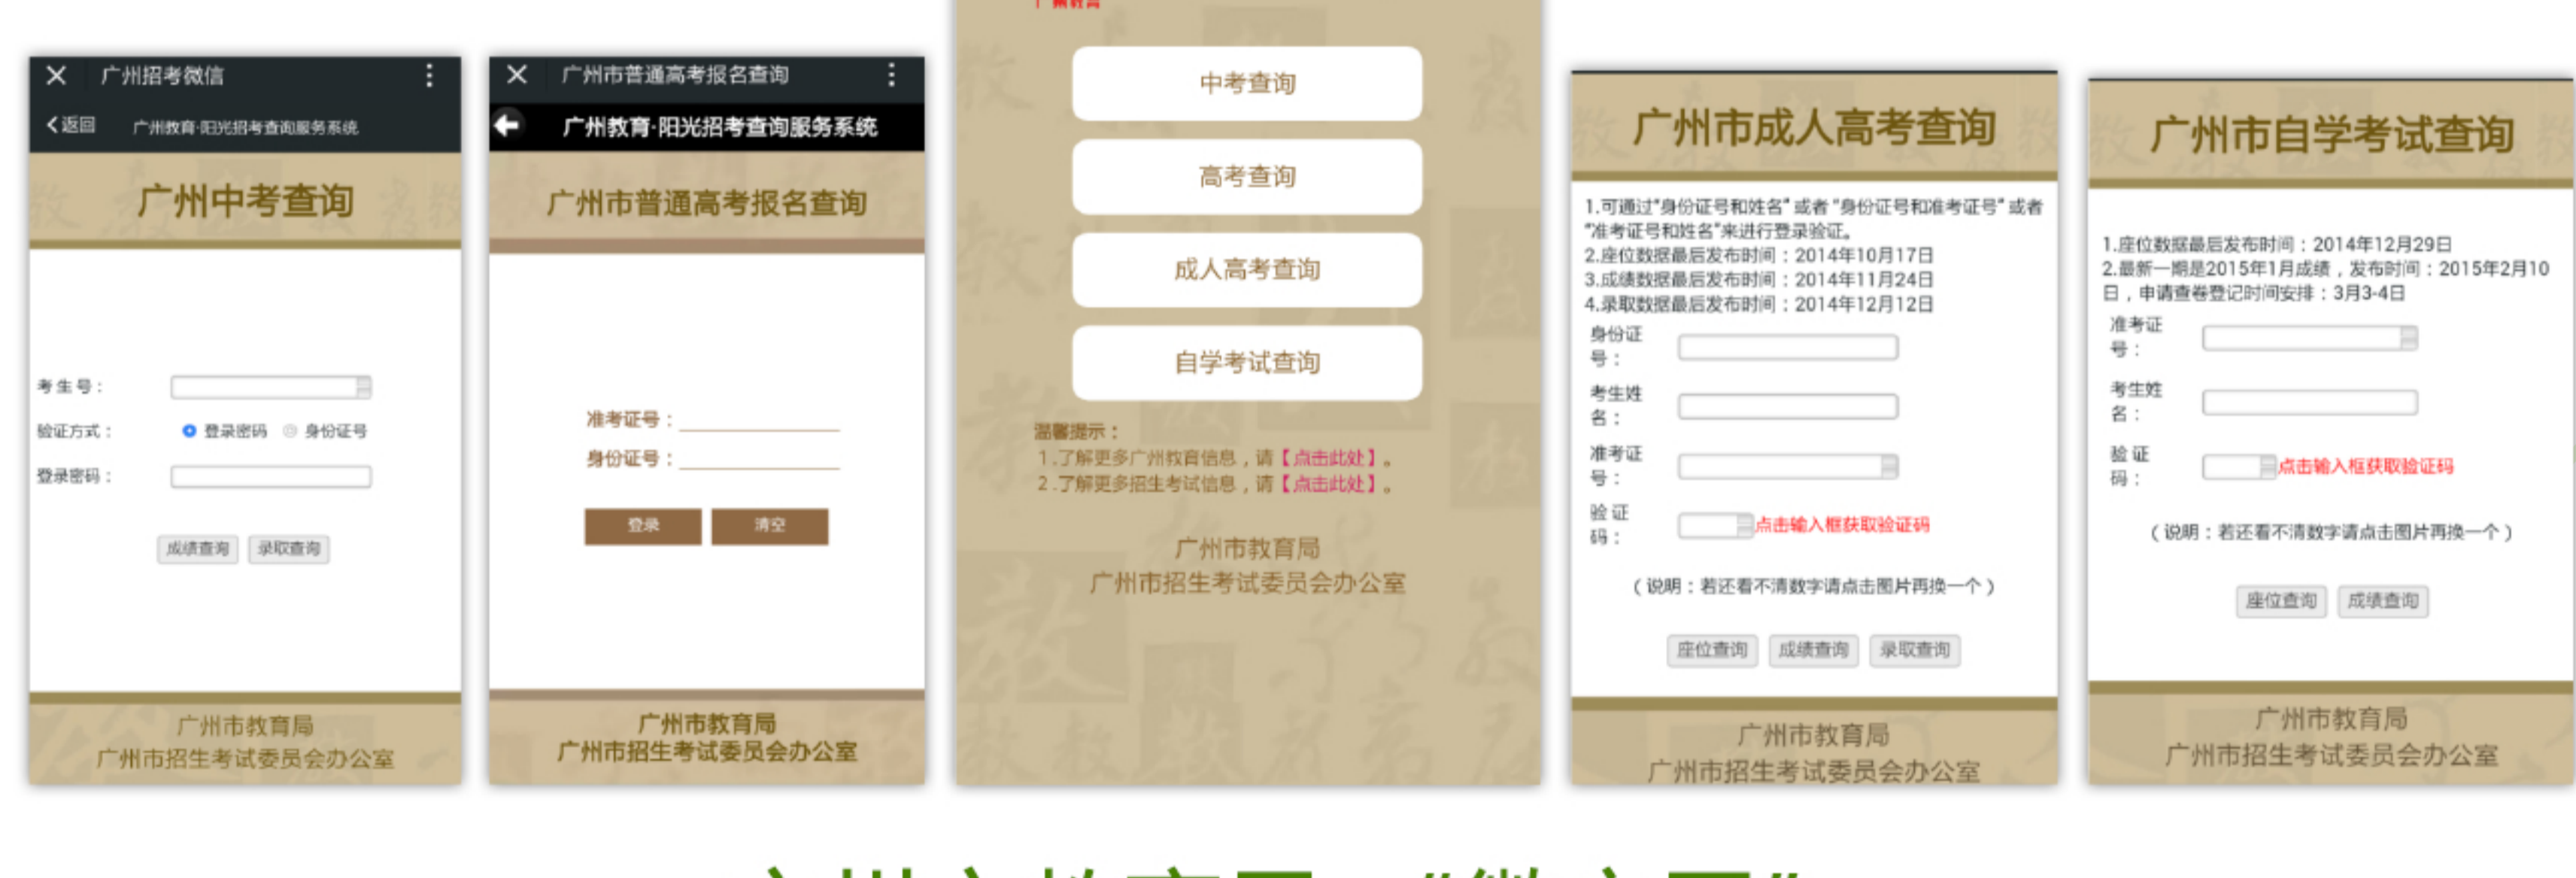 广州招考微信
返回 广州教育·阳光招考查询服务系统
广州中考查询
考生号：
验证方式： 登录密码 身份证号
登录密码：
成绩查询 录取查询
广州市教育局
广州市招生考试委员会办公室
广州市普通高考报名查询
广州教育·阳光招考查询服务系统
广州市普通高考报名查询
准考证号：
身份证号：
登录 清空
广州市教育局
广州市招生考试委员会办公室
广州教育
中考查询
高考查询
成人高考查询
自学考试查询
温馨提示：
1.了解更多广州教育信息，请【点击此处】。
2.了解更多招生考试信息，请【点击此处】。
广州市教育局
广州市招生考试委员会办公室
广州市成人高考查询
1.可通过“身份证号和姓名” 或者 “身份证号和准考证号” 或者
“准考证号和姓名”来进行登录验证。
2.座位数据最后发布时间：2014年10月17日
3.成绩数据最后发布时间：2014年11月24日
4.录取数据最后发布时间：2014年12月12日
身份证
号：
考生姓
名：
准考证
号：
验 证
码： 点击输入框获取验证码
（说明：若还看不清数字请点击图片再换一个）
座位查询 成绩查询 录取查询
广州市教育局
广州市招生考试委员会办公室
广州市自学考试查询
1.座位数据最后发布时间：2014年12月29日
2.最新一期是2015年1月成绩，发布时间：2015年2月10
日，申请查卷登记时间安排：3月3-4日
准考证
号：
考生姓
名：
验 证
码： 点击输入框获取验证码
（说明：若还看不清数字请点击图片再换一个）
座位查询 成绩查询
广州市教育局
广州市招生考试委员会办公室